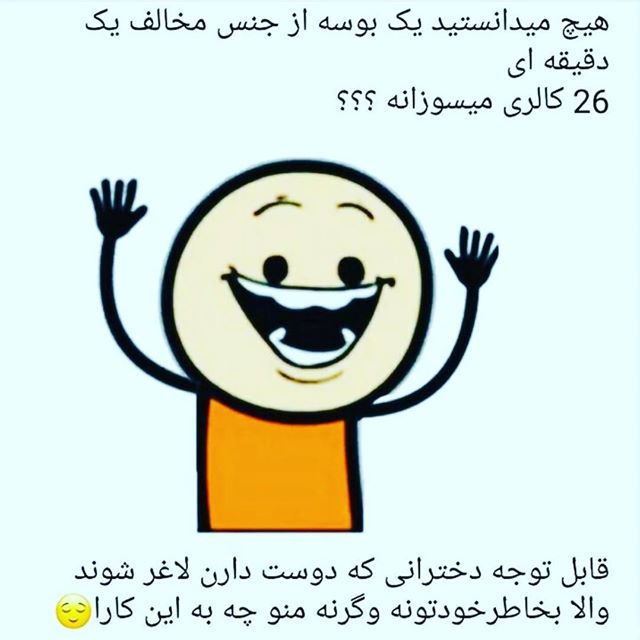 هیچ میدانستید یک بوسه از جنس مخالف یک
دقیقه ای
26 کالری میسوزانه ؟؟؟
قابل توجه دخترانی که دوست دارن لاغر شوند
والا بخاطرخودتونه وگرنه منو چه به این کارا😌